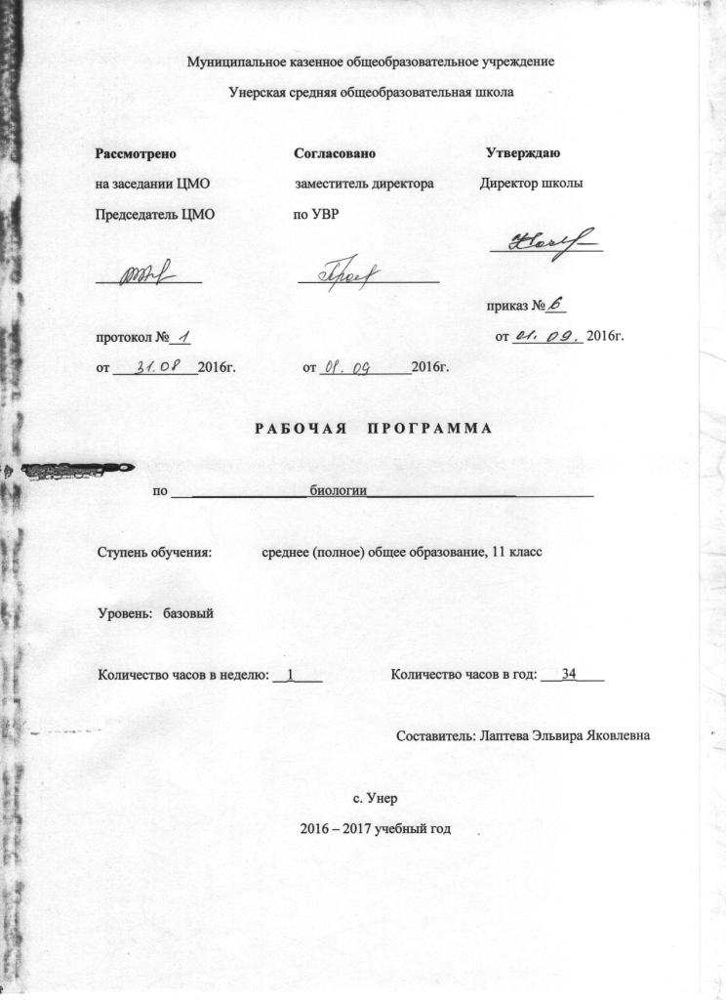 Муниципальное казенное общеобразовательное учреждение
Унерская средняя общеобразовательная школа
Рассмотрено Согласовано Утверждаю
на заседании ЦМО заместитель директора Директор школы
Председатель ЦМО по УВР
приказ № 6
протокол № 1 от 01.09. 2016г.
от 31.08 2016г. от 01.09 2016г.
РАБОЧАЯ ПРОГРАММА
по биологии
Ступень обучения: среднее (полное) общее образование, 11 класс
Уровень: базовый
Количество часов в неделю: 1 Количество часов в год: 34
Составитель: Лаптева Эльвира Яковлевна
с. Унер
2016 – 2017 учебный год